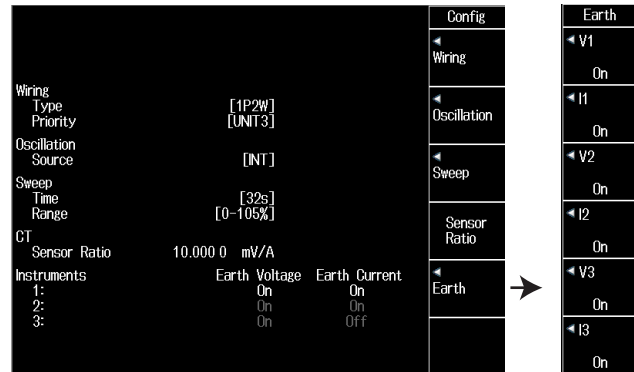 Config
Wiring
Oscillation
Sweep
Sensor
Ratio
Earth
Wiring
Type [1P2W]
Priority [UNIT3]
Oscillation
Source [INT]
Sweep
Time [32s]
Range [0-105%]
CT
Sensor Ratio 10.000 0 mV/A
Instruments Earth Voltage Earth Current
1: On On
2: On On
3: On Off
Earth
V1
On
I1
On
V2
On
I2
On
V3
On
I3
On